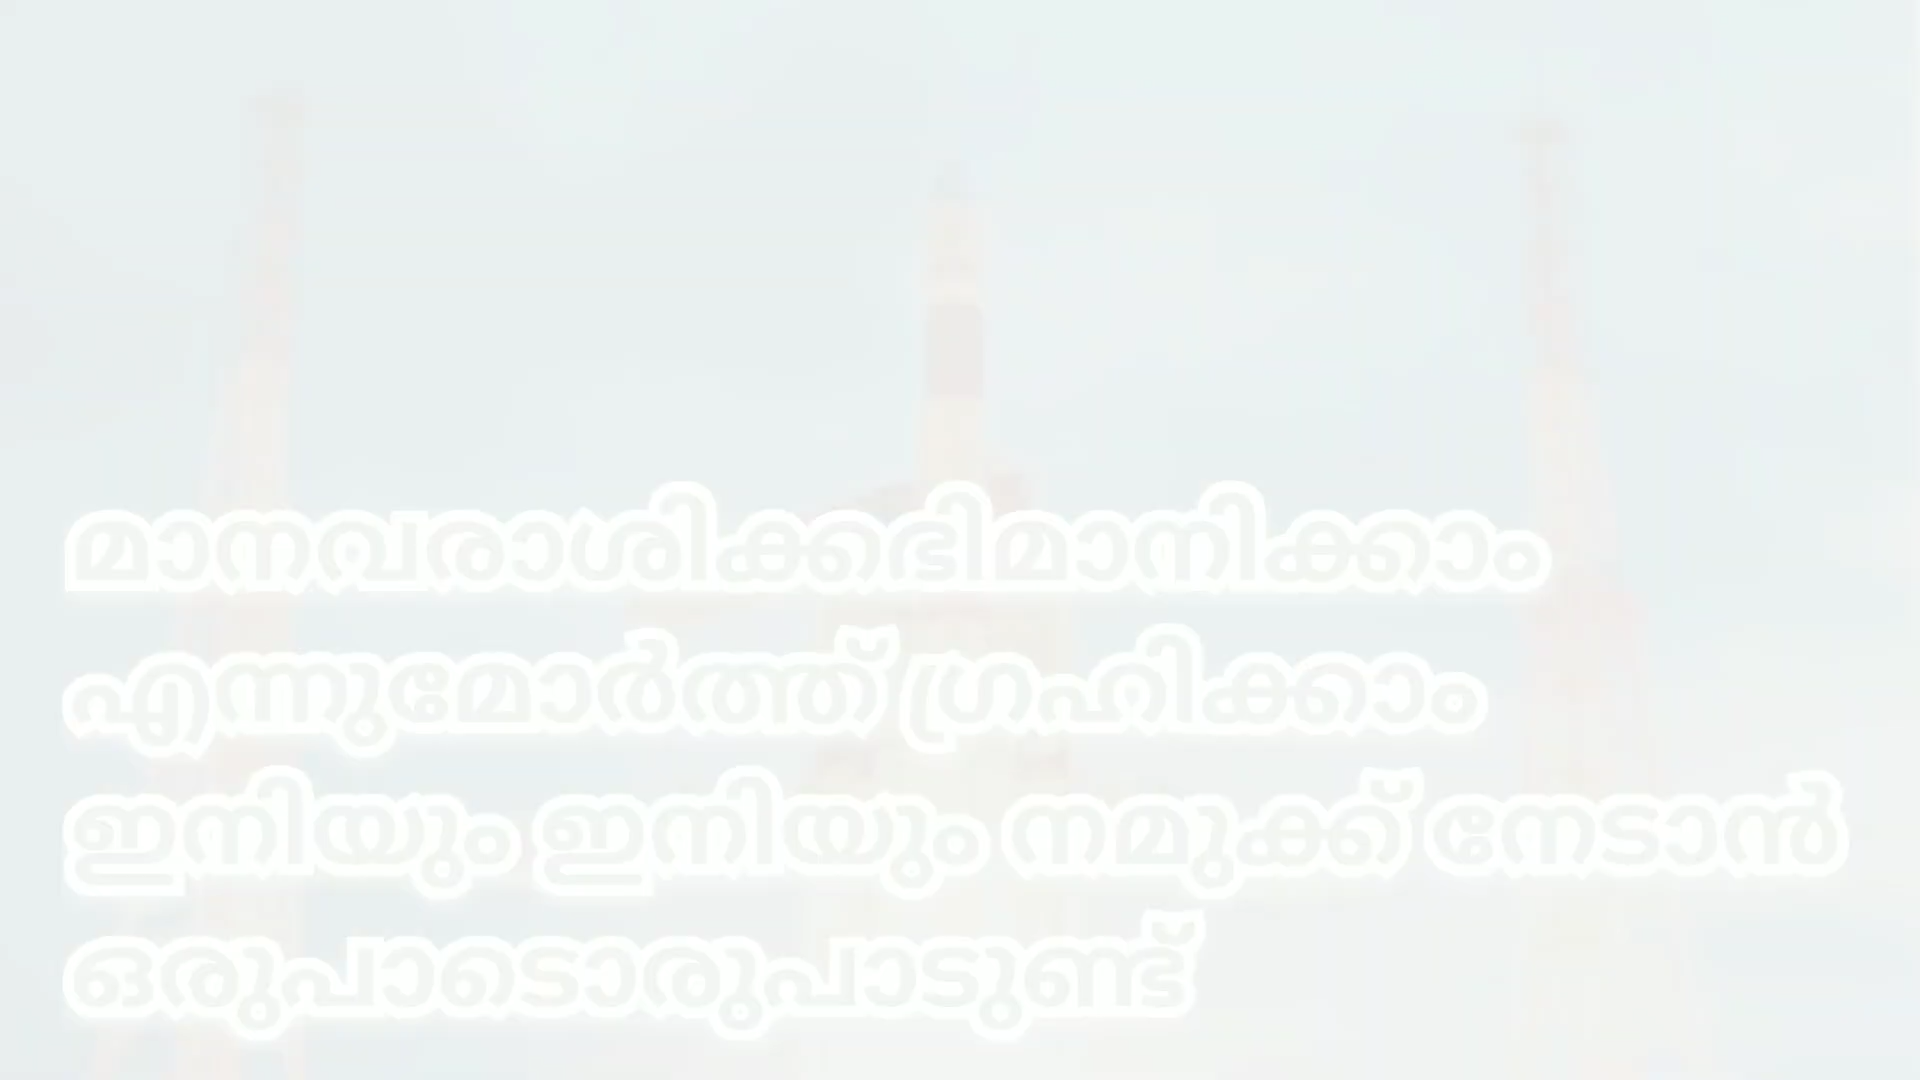 മാനവരാശിക്കഭിമാനിക്കാം
എന്നുമോർത്ത് ഗ്രഹിക്കാം
ഇനിയും ഇനിയും നമുക്ക് നേടാൻ
ഒരുപാടൊരുപാടുണ്ട്